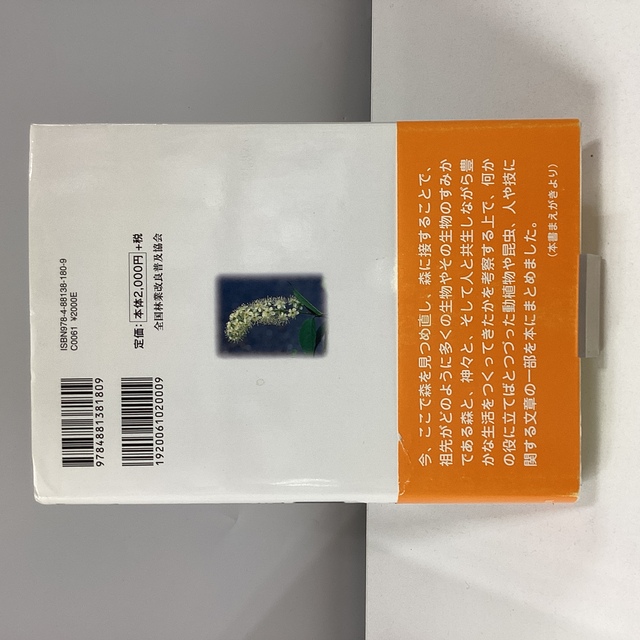 ISBN978-4-88138-180-9
C0061 ¥2000E
定価：本体2,000円+税
全国林業改良普及協会
9784881381809
1920061020009
今、ここで森を見つめ直し、森に接することで、
祖先がどのように多くの生物やその生物のすみか
である森と、神々と、そして人と共生しながら豊
かな生活をつくってきたかを考察する上で、何か
の役に立てばとつづった動植物や昆虫、人や技に
関する文章の一部を本にまとめました。
（本書まえがきより）